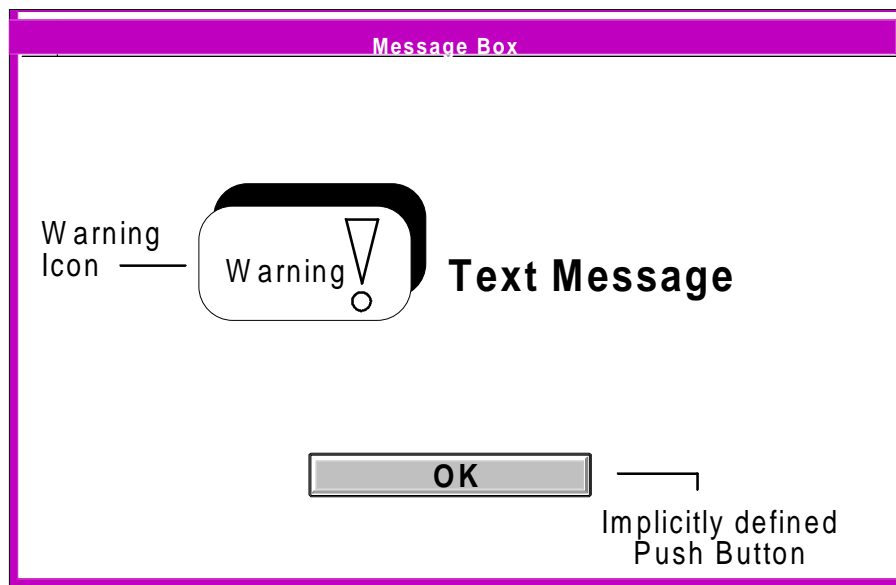 Message Box
Warning
Icon
Warning
Text Message
OK
Implicitly defined
Push Button